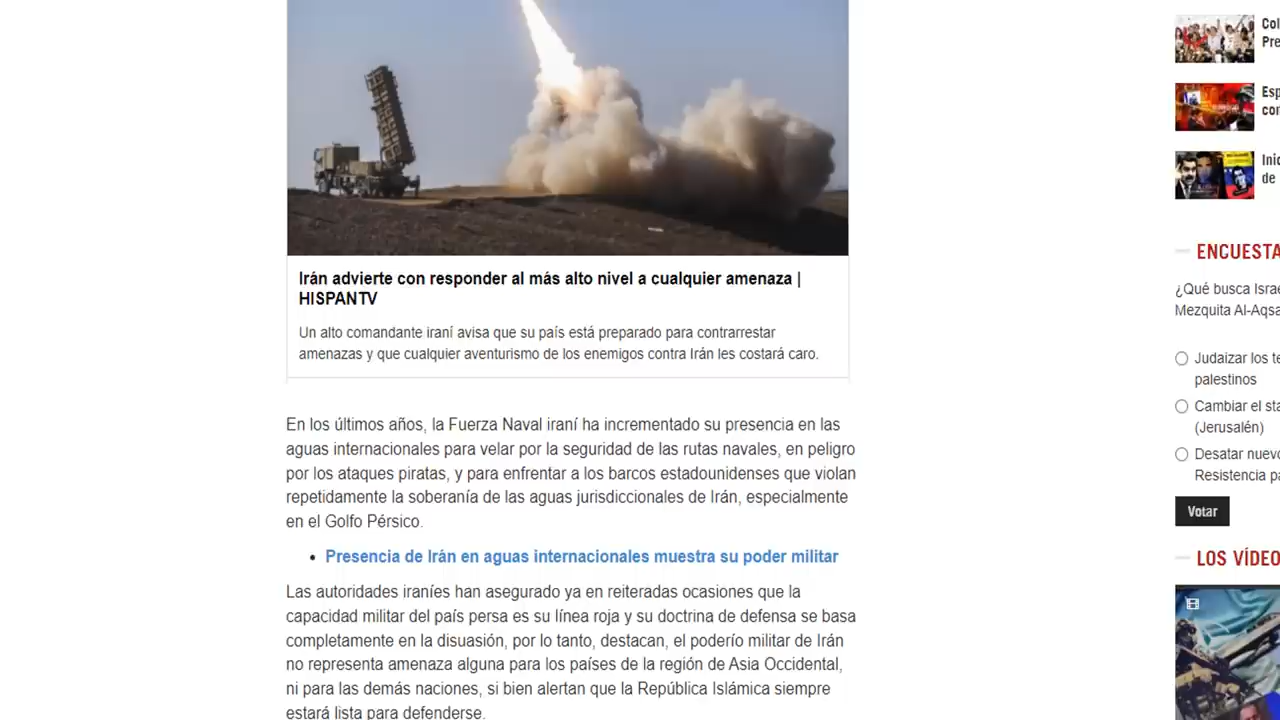 Irán advierte con responder al más alto nivel a cualquier amenaza |
HISPANTV
Un alto comandante iraní avisa que su país está preparado para contrarrestar
amenazas y que cualquier aventurismo de los enemigos contra Irán les costará caro.
En los últimos años, la Fuerza Naval iraní ha incrementado su presencia en las
aguas internacionales para velar por la seguridad de las rutas navales, en peligro
por los ataques piratas, y para enfrentar a los barcos estadounidenses que violan
repetidamente la soberanía de las aguas jurisdiccionales de Irán, especialmente
en el Golfo Pérsico.
• Presencia de Irán en aguas internacionales muestra su poder militar
Las autoridades iraníes han asegurado ya en reiteradas ocasiones que la
capacidad militar del país persa es su línea roja y su doctrina de defensa se basa
completamente en la disuasión, por lo tanto, destacan, el poderío militar de Irán
no representa amenaza alguna para los países de la región de Asia Occidental,
ni para las demás naciones, si bien alertan que la República Islámica siempre
estará lista para defenderse.
Col
Pre
Esp
con
Inic
de
ENCUESTA
¿Qué busca Israe
Mezquita Al-Aqsa
Judaizar los te
palestinos
Cambiar el sta
(Jerusalén)
Desatar nuevo
Resistencia pa
Votar
LOS VÍDEO